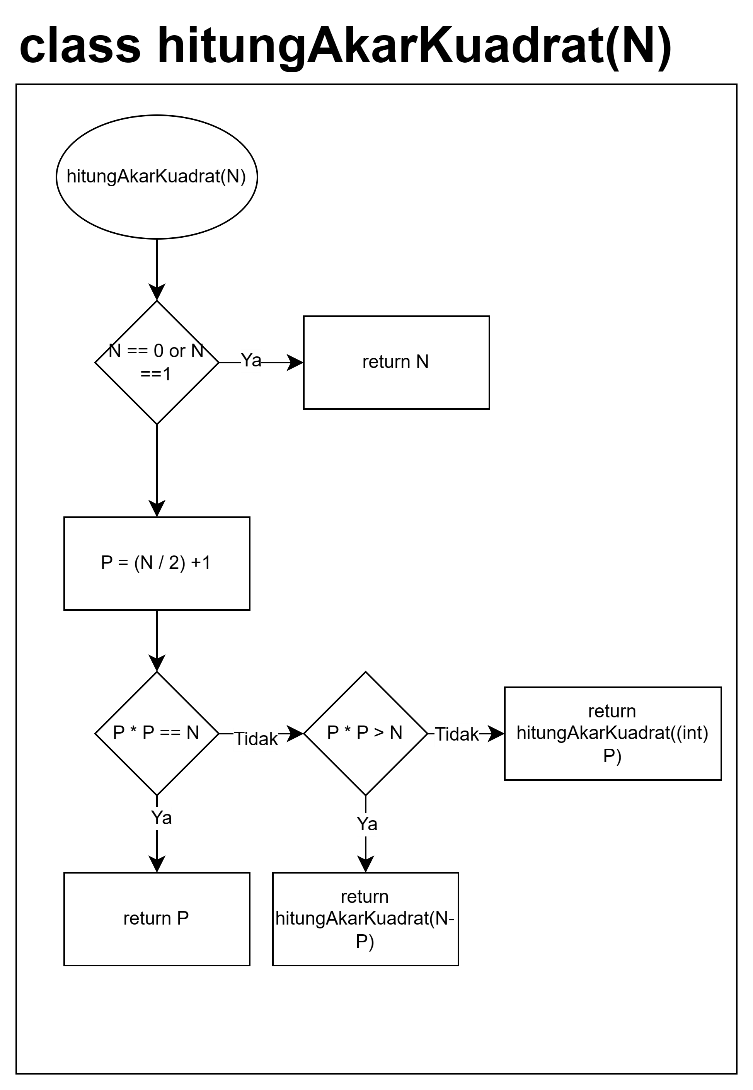 class hitungAkarKuadrat(N)
hitungAkarKuadrat(N)
N == 0 or N
==1
Ya
return N
P = (N / 2) +1
P * P == N
Tidak
P * P > N
Tidak
return
hitungAkarKuadrat((int)
P)
Ya
Ya
return P
return
hitungAkarKuadrat(N-
P)